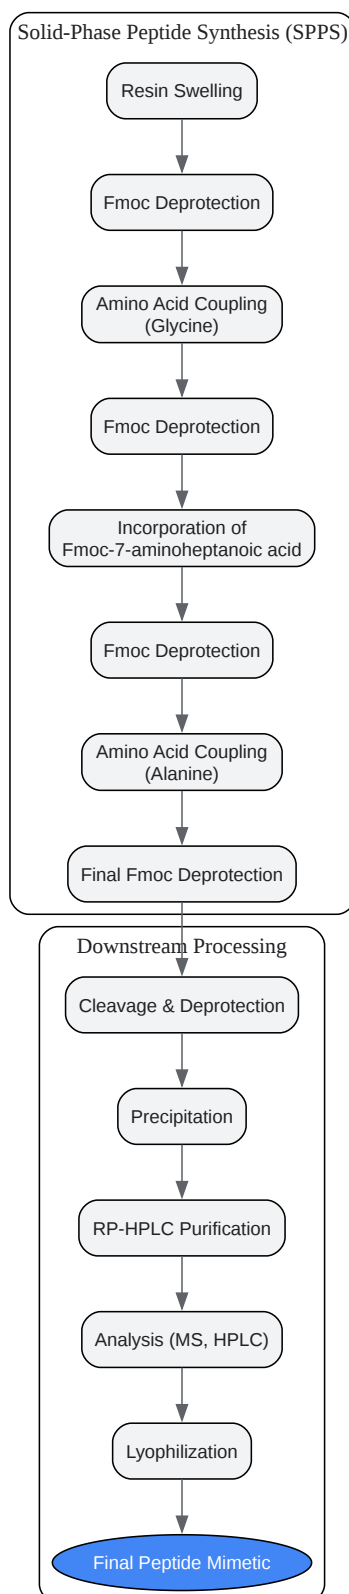 Solid-Phase Peptide Synthesis (SPPS)
Resin Swelling
Fmoc Deprotection
Amino Acid Coupling
(Glycine)
Fmoc Deprotection
Incorporation of
Fmoc-7-aminoheptanoic acid
Fmoc Deprotection
Amino Acid Coupling
(Alanine)
Final Fmoc Deprotection
Downstream Processing
Cleavage & Deprotection
Precipitation
RP-HPLC Purification
Analysis (MS, HPLC)
Lyophilization
Final Peptide Mimetic